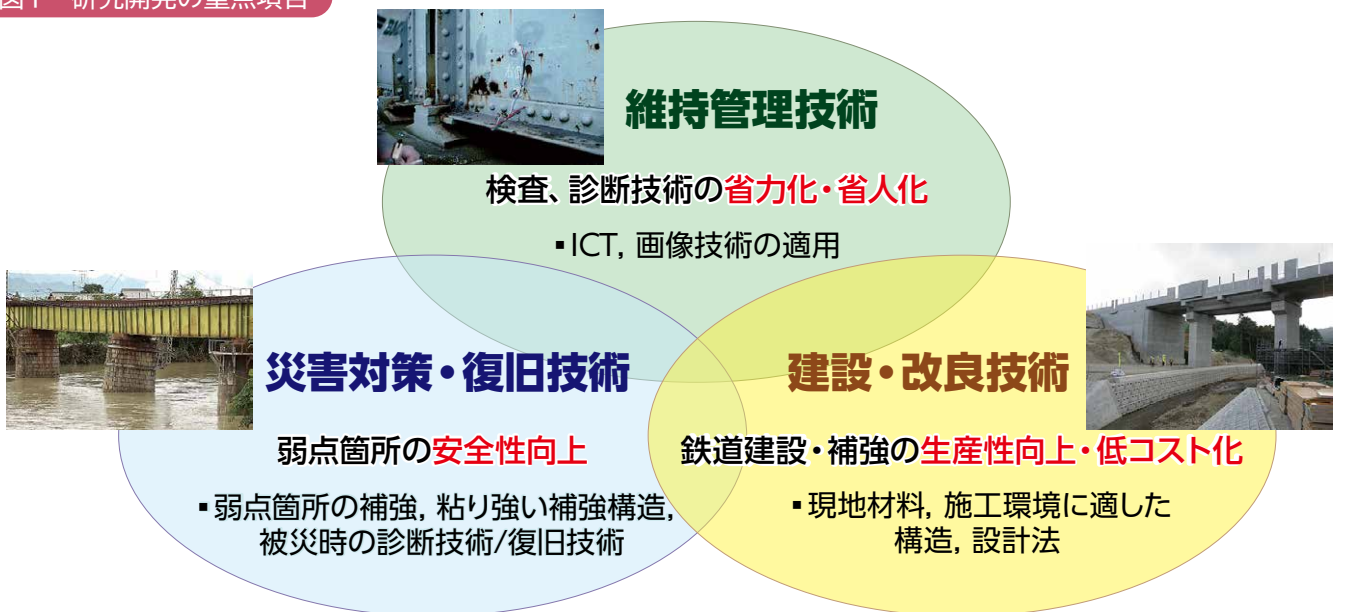 図1 研究開発の重点項目
維持管理技術
検査、診断技術の省力化・省人化
▪ICT, 画像技術の適用
災害対策・復旧技術
弱点箇所の安全性向上
▪弱点箇所の補強, 粘り強い補強構造,
被災時の診断技術/復旧技術
建設・改良技術
鉄道建設・補強の生産性向上・低コスト化
▪現地材料, 施工環境に適した
構造, 設計法